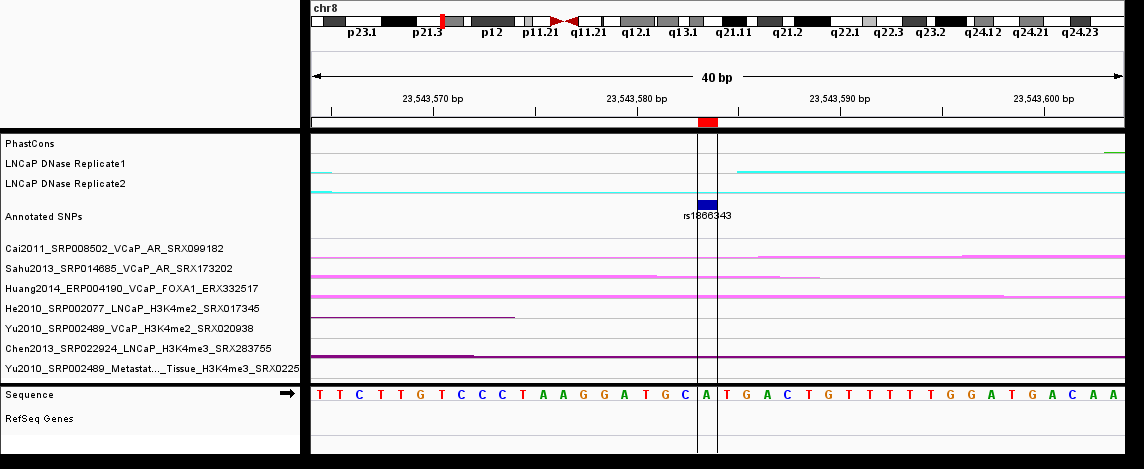 chr8
p23.1 p21.3 p12 p11.21 q11.21 q12.1 q13.1 q21.11 q21.2 q22.1 q22.3 q23.2 q24.12 q24.21 q24.23
40 bp
23,543,570 bp 23,543,580 bp 23,543,590 bp 23,543,600 bp
PhastCons
LNCaP DNase Replicate1
LNCaP DNase Replicate2
Annotated SNPs
rs1866343
Cai2011_SRP008502_VCaP_AR_SRX099182
Sahu2013_SRP014685_VCaP_AR_SRX173202
Huang2014_ERP004190_VCaP_FOXA1_ERX332517
He2010_SRP002077_LNCaP_H3K4me2_SRX017345
Yu2010_SRP002489_VCaP_H3K4me2_SRX020938
Chen2013_SRP022924_LNCaP_H3K4me3_SRX283755
Yu2010_SRP002489_Metastat..._Tissue_H3K4me3_SRX0225
Sequence T T C T T G T C C C T A A G G A T G C A T G A C T G T T T T T G G A T G A C A A
RefSeq Genes